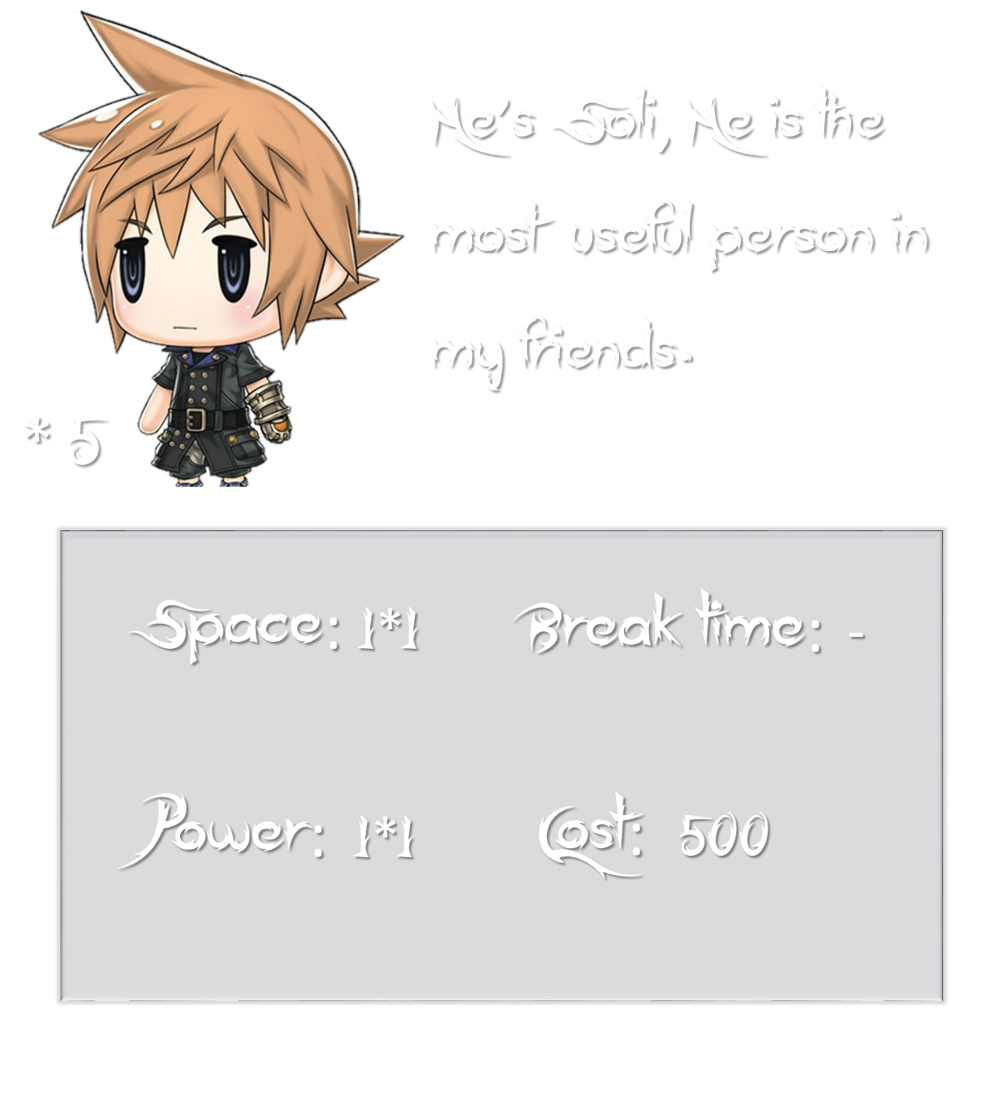 He's Soli, He is the
most useful person in
my friends.
* 5
Space: 1*1
Break time: -
Power: 1*1
Cost: 500